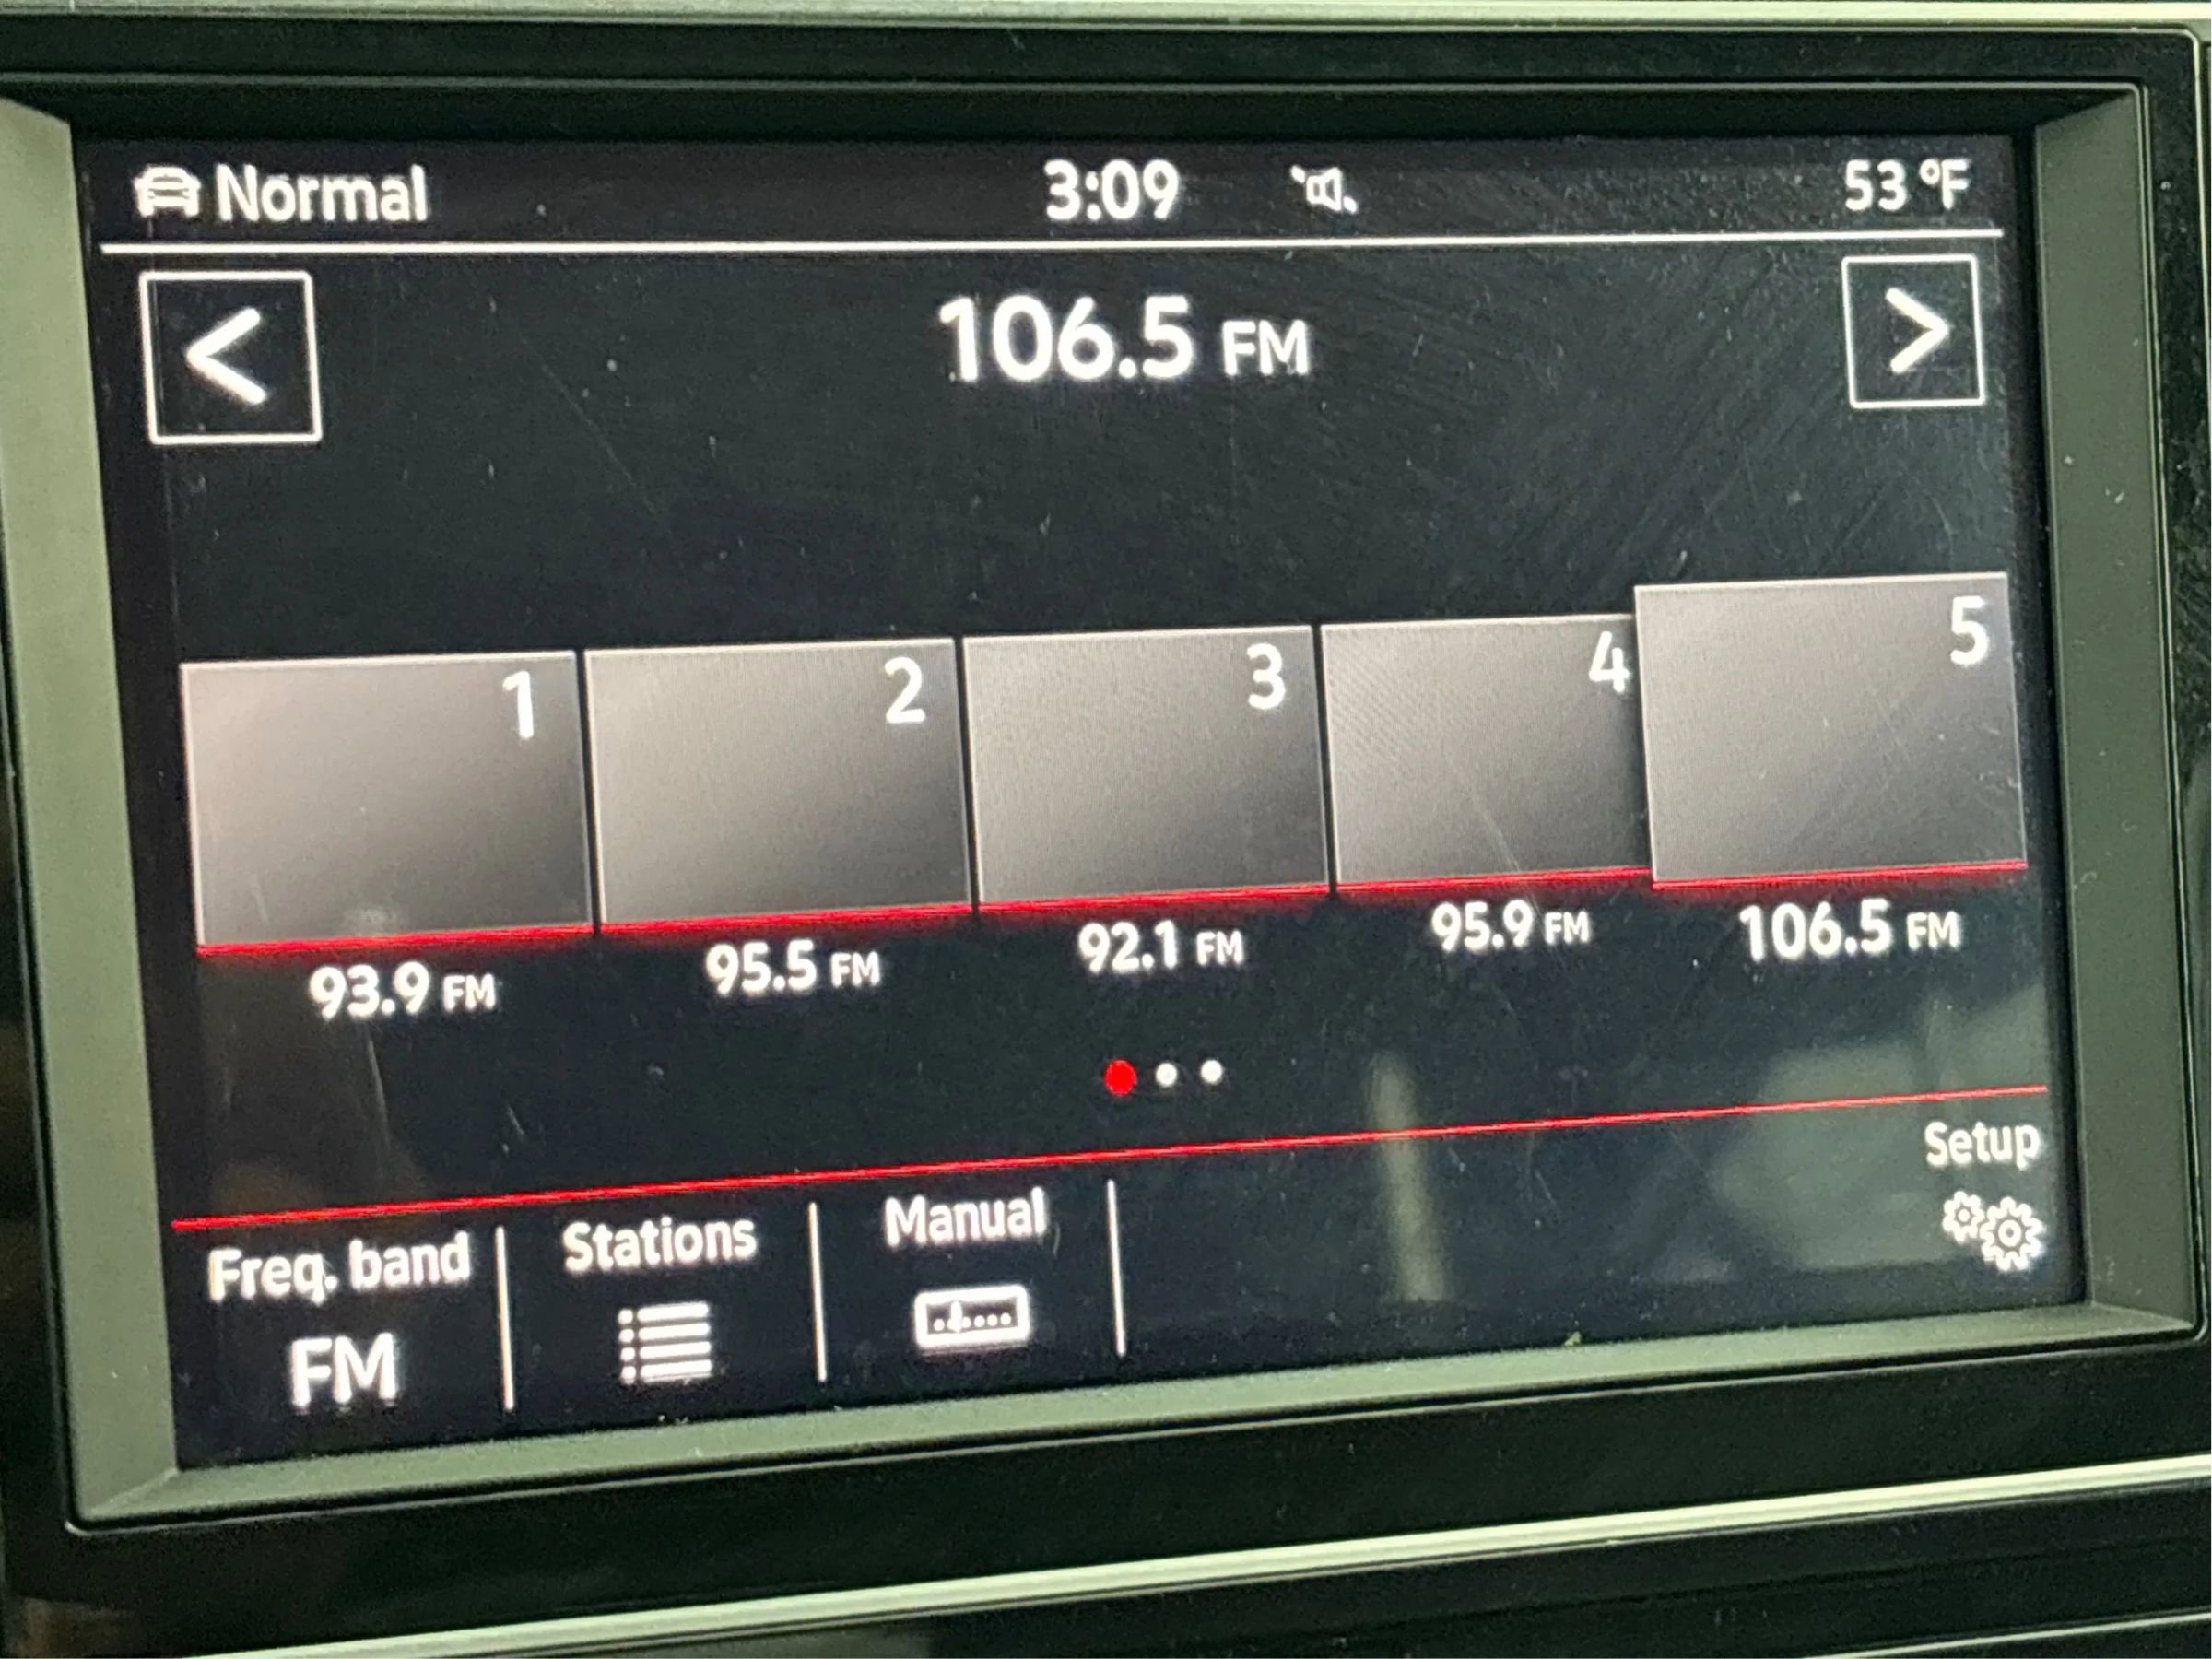 Normal 3:09 53 °F
< 106.5 FM >
1 2 3 4 5
93.9 FM 95.5 FM 92.1 FM 95.9 FM 106.5 FM
Freq. band Stations Manual Setup
FM